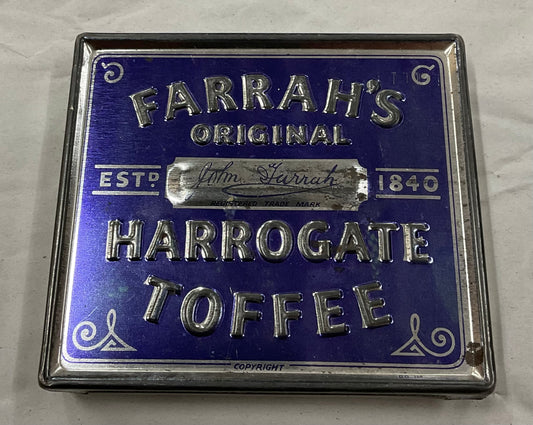 FARRAH'S
ORIGINAL
ESTD John Farrah 1840
REGISTERED TRADE MARK
HARROGATE
TOFFEE
COPYRIGHT